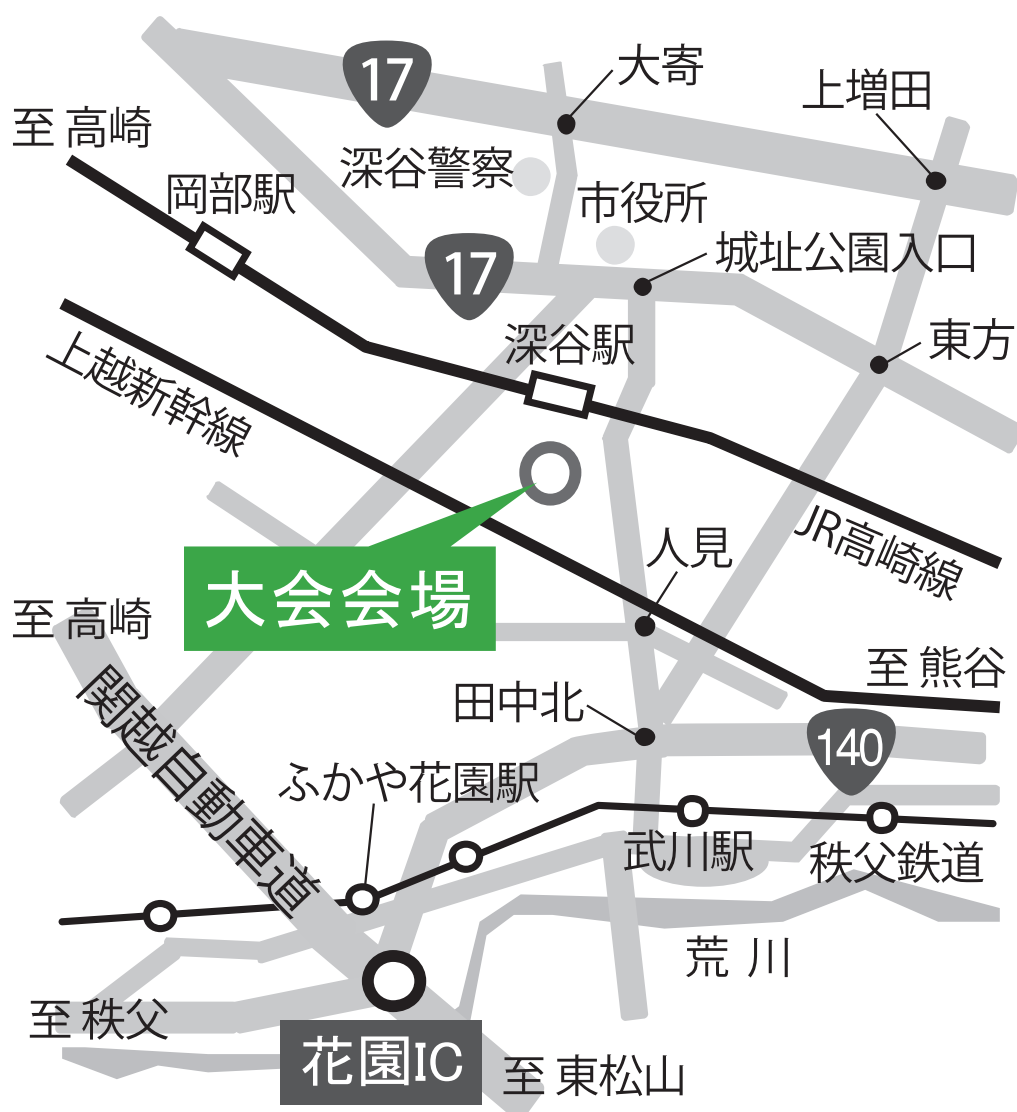 17
大寄
上増田
至 高崎
深谷警察
岡部駅
市役所
城址公園入口
17
深谷駅
東方
上越新幹線
JR高崎線
人見
大会会場
至 高崎
至 熊谷
関越自動車道
田中北
140
ふかや花園駅
武川駅
秩父鉄道
荒 川
至 秩父
花園IC
至 東松山